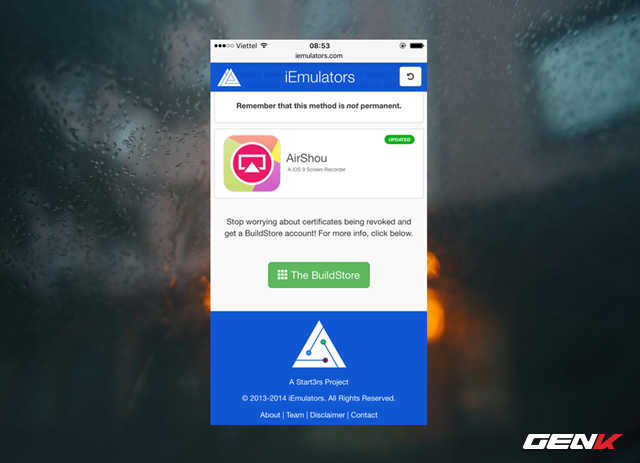 Viettel 08:53
iemulators.com
iEmulators
Remember that this method is not permanent.
UPDATED
AirShou
A iOS 9 Screen Recorder
Stop worrying about certificates being revoked and
get a BuildStore account! For more info, click below.
The BuildStore
A Start3rs Project
© 2013-2014 iEmulators. All Rights Reserved.
About | Team | Disclaimer | Contact
GENK